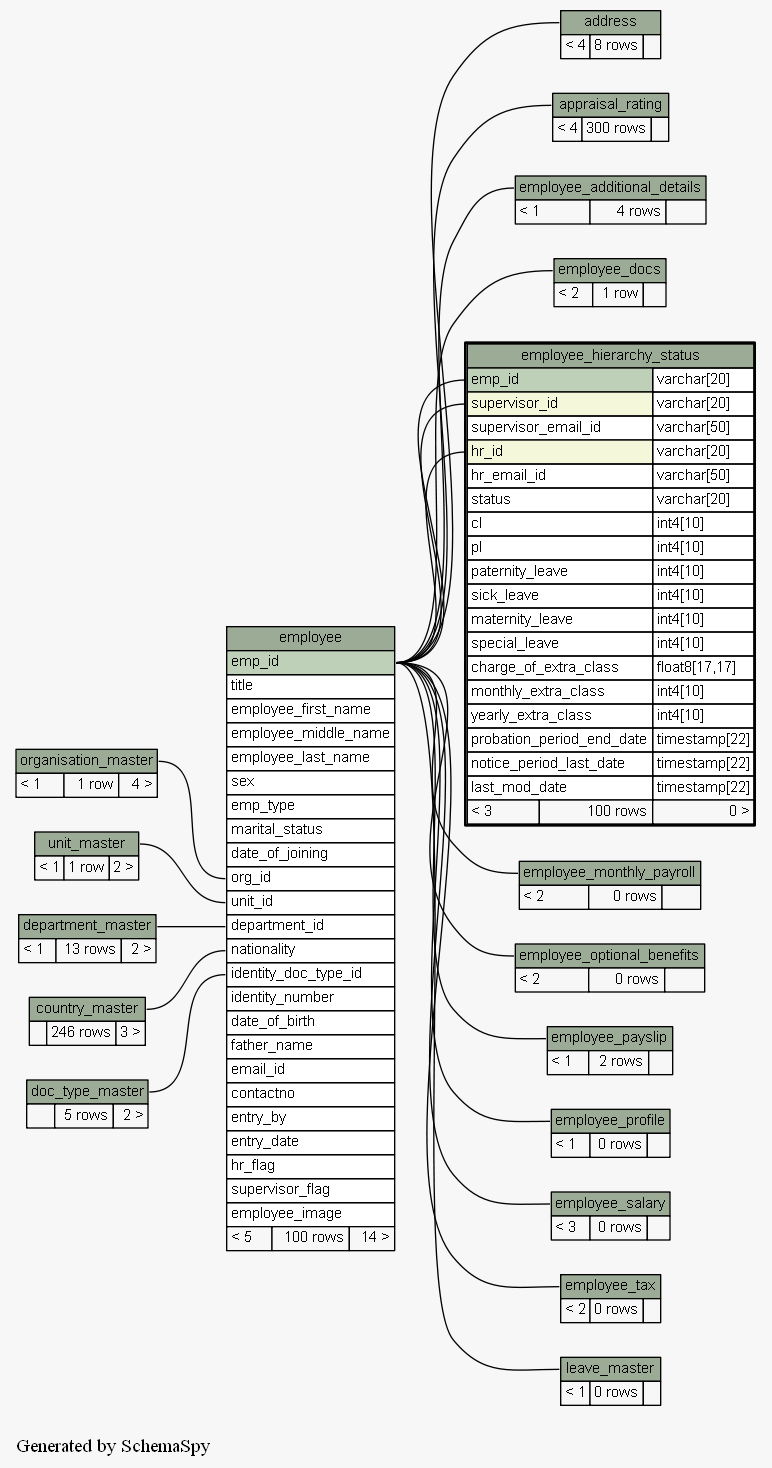 address
< 4 8 rows
appraisal_rating
< 4 300 rows
employee_additional_details
< 1 4 rows
employee_docs
< 2 1 row
employee_hierarchy_status
emp_id varchar[20]
supervisor_id varchar[20]
supervisor_email_id varchar[50]
hr_id varchar[20]
hr_email_id varchar[50]
status varchar[20]
cl int4[10]
pl int4[10]
paternity_leave int4[10]
sick_leave int4[10]
maternity_leave int4[10]
special_leave int4[10]
charge_of_extra_class float8[17,17]
monthly_extra_class int4[10]
yearly_extra_class int4[10]
probation_period_end_date timestamp[22]
notice_period_last_date timestamp[22]
last_mod_date timestamp[22]
< 3 100 rows 0 >
employee
emp_id
title
employee_first_name
employee_middle_name
employee_last_name
sex
emp_type
marital_status
date_of_joining
org_id
unit_id
department_id
nationality
identity_doc_type_id
identity_number
date_of_birth
father_name
email_id
contactno
entry_by
entry_date
hr_flag
supervisor_flag
employee_image
< 5 100 rows 14 >
organisation_master
< 1 1 row 4 >
unit_master
< 1 1 row 2 >
department_master
< 1 13 rows 2 >
country_master
246 rows 3 >
doc_type_master
5 rows 2 >
employee_monthly_payroll
< 2 0 rows
employee_optional_benefits
< 2 0 rows
employee_payslip
< 1 2 rows
employee_profile
< 1 0 rows
employee_salary
< 3 0 rows
employee_tax
< 2 0 rows
leave_master
< 1 0 rows
Generated by SchemaSpy